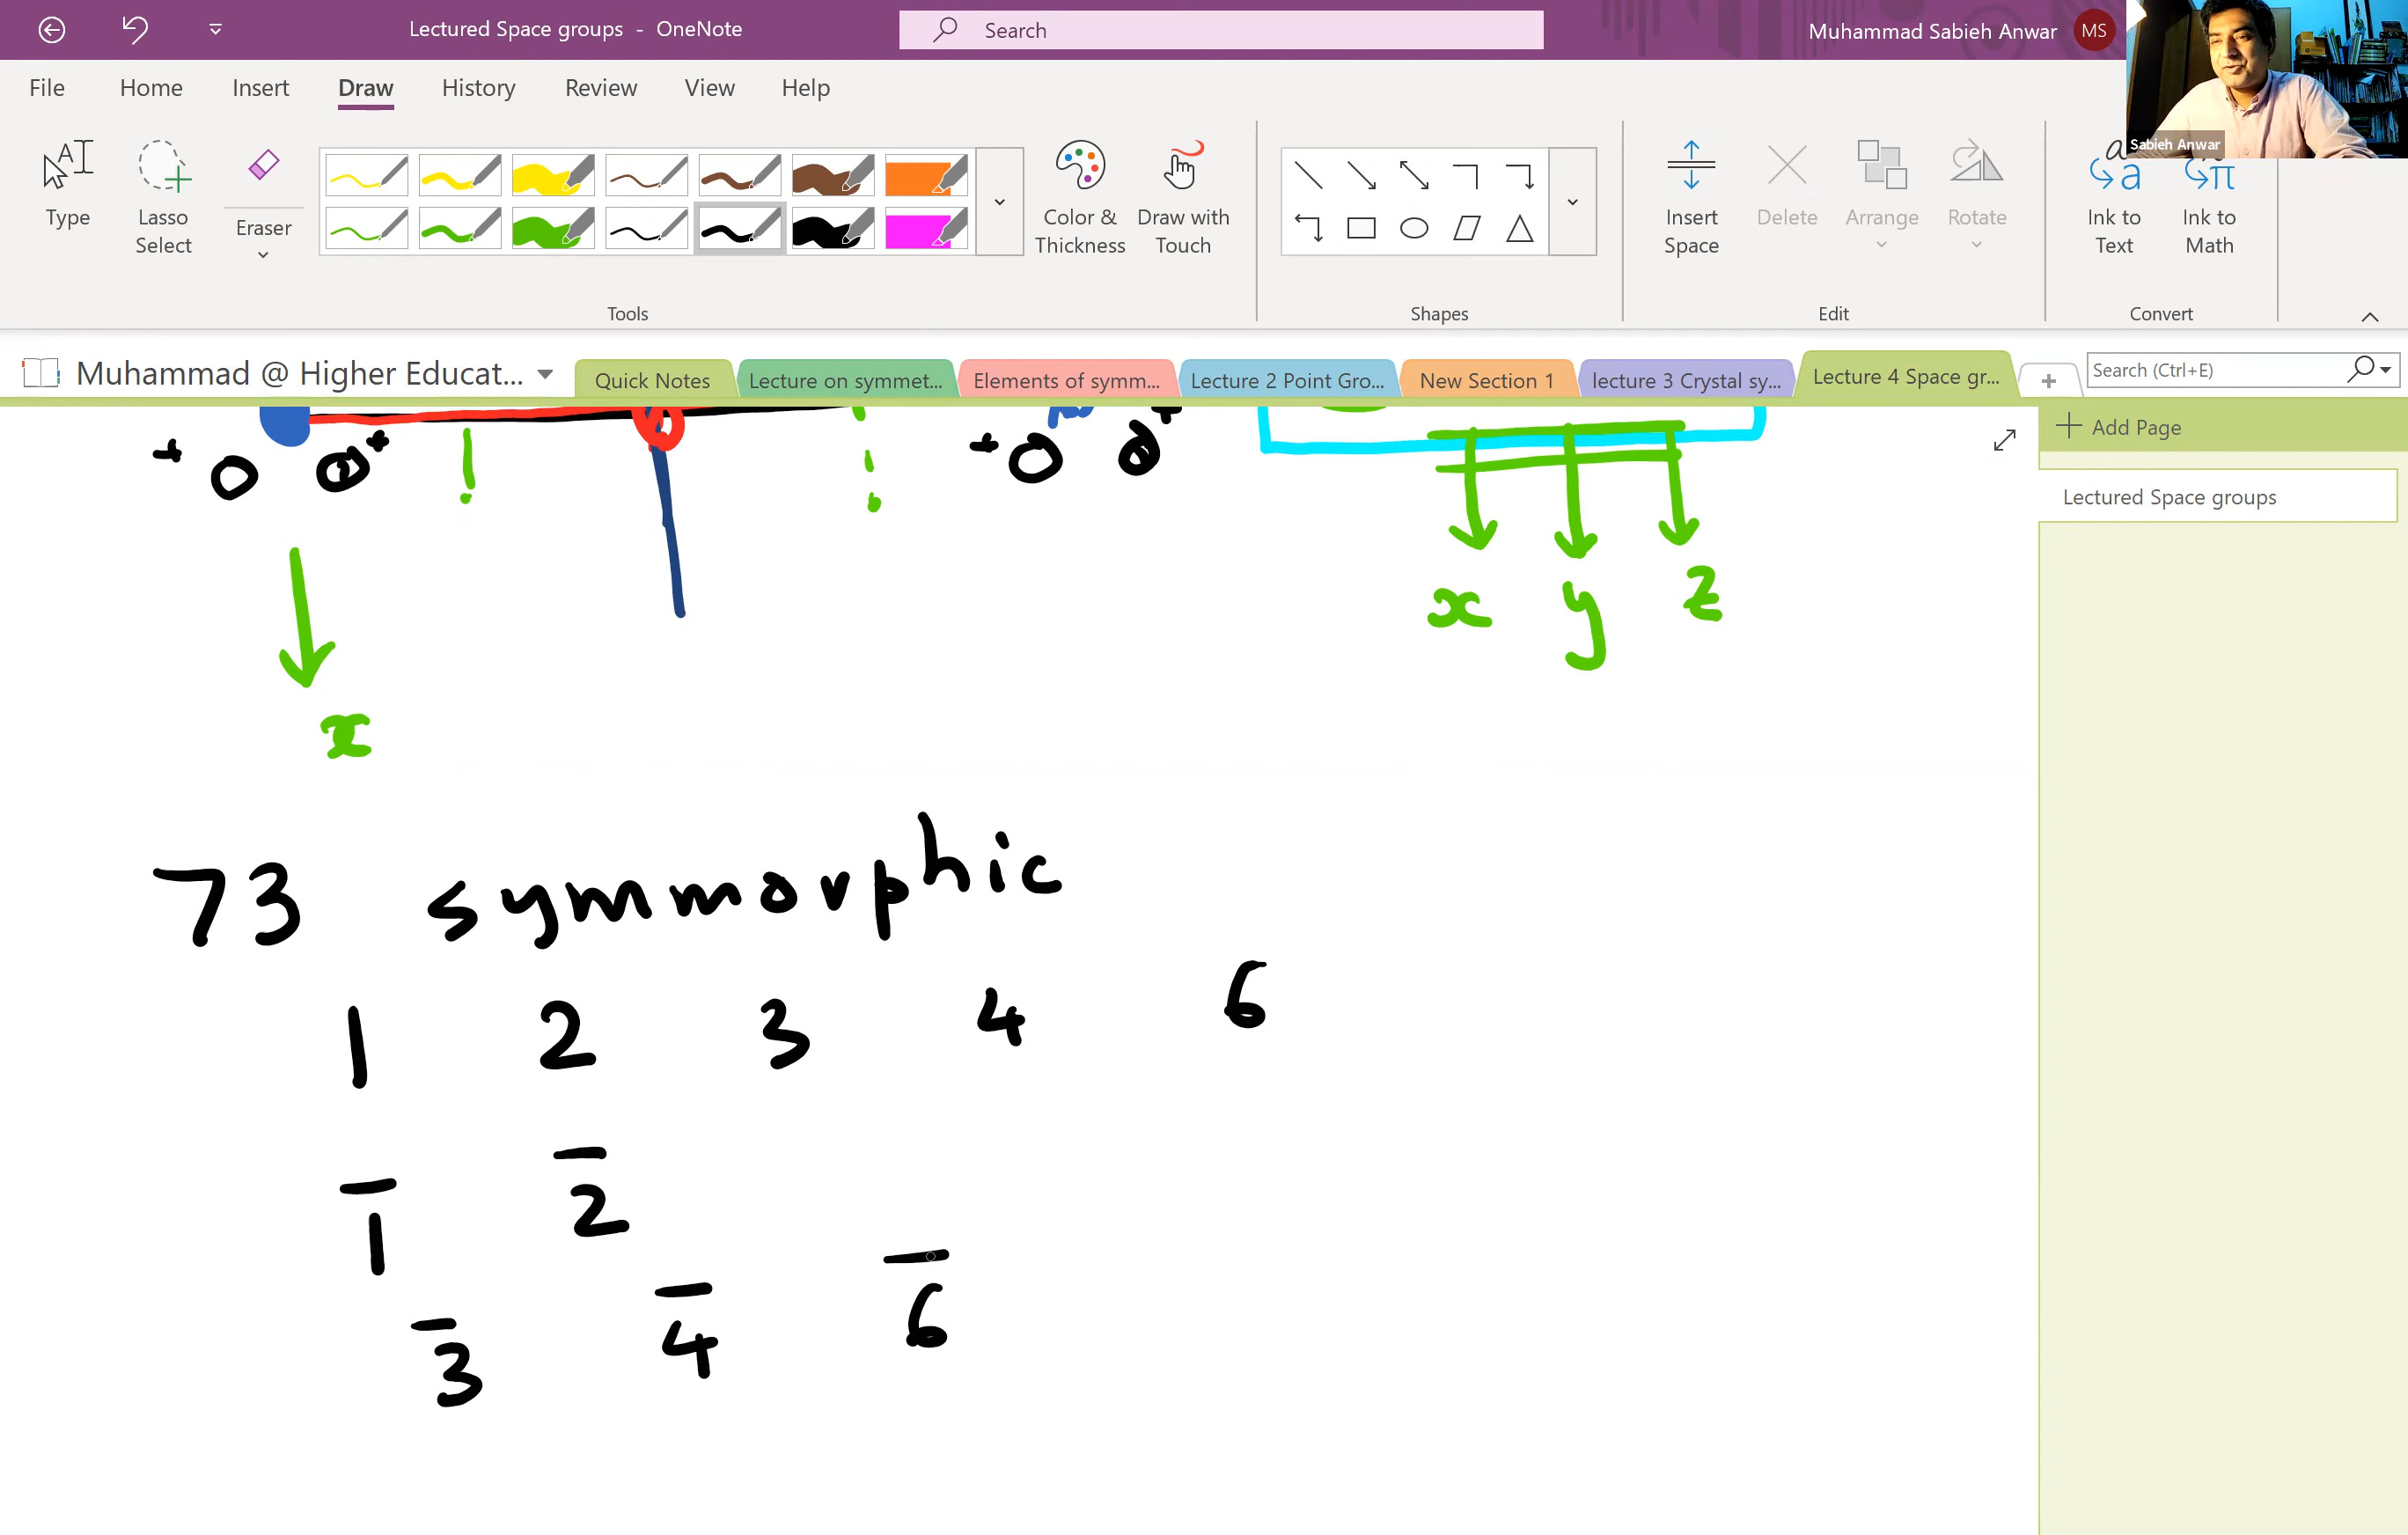 Lectured Space groups - OneNote
Search
Muhammad Sabieh Anwar MS
File Home Insert Draw History Review View Help
Sabieh Anwar
Type
Lasso Select
Eraser
Color & Thickness
Draw with Touch
Insert Space
Delete
Arrange
Rotate
Ink to Text
Ink to Math
Tools Shapes Edit Convert
Muhammad @ Higher Educat...
Quick Notes
Lecture on symmet...
Elements of symm...
Lecture 2 Point Gro...
New Section 1
lecture 3 Crystal sy...
Lecture 4 Space gr...
Search (Ctrl+E)
Add Page
Lectured Space groups
x y z
x
73 symmorphic
1 2 3 4 6
1̅ 2̅
3̅ 4̅ 6̅